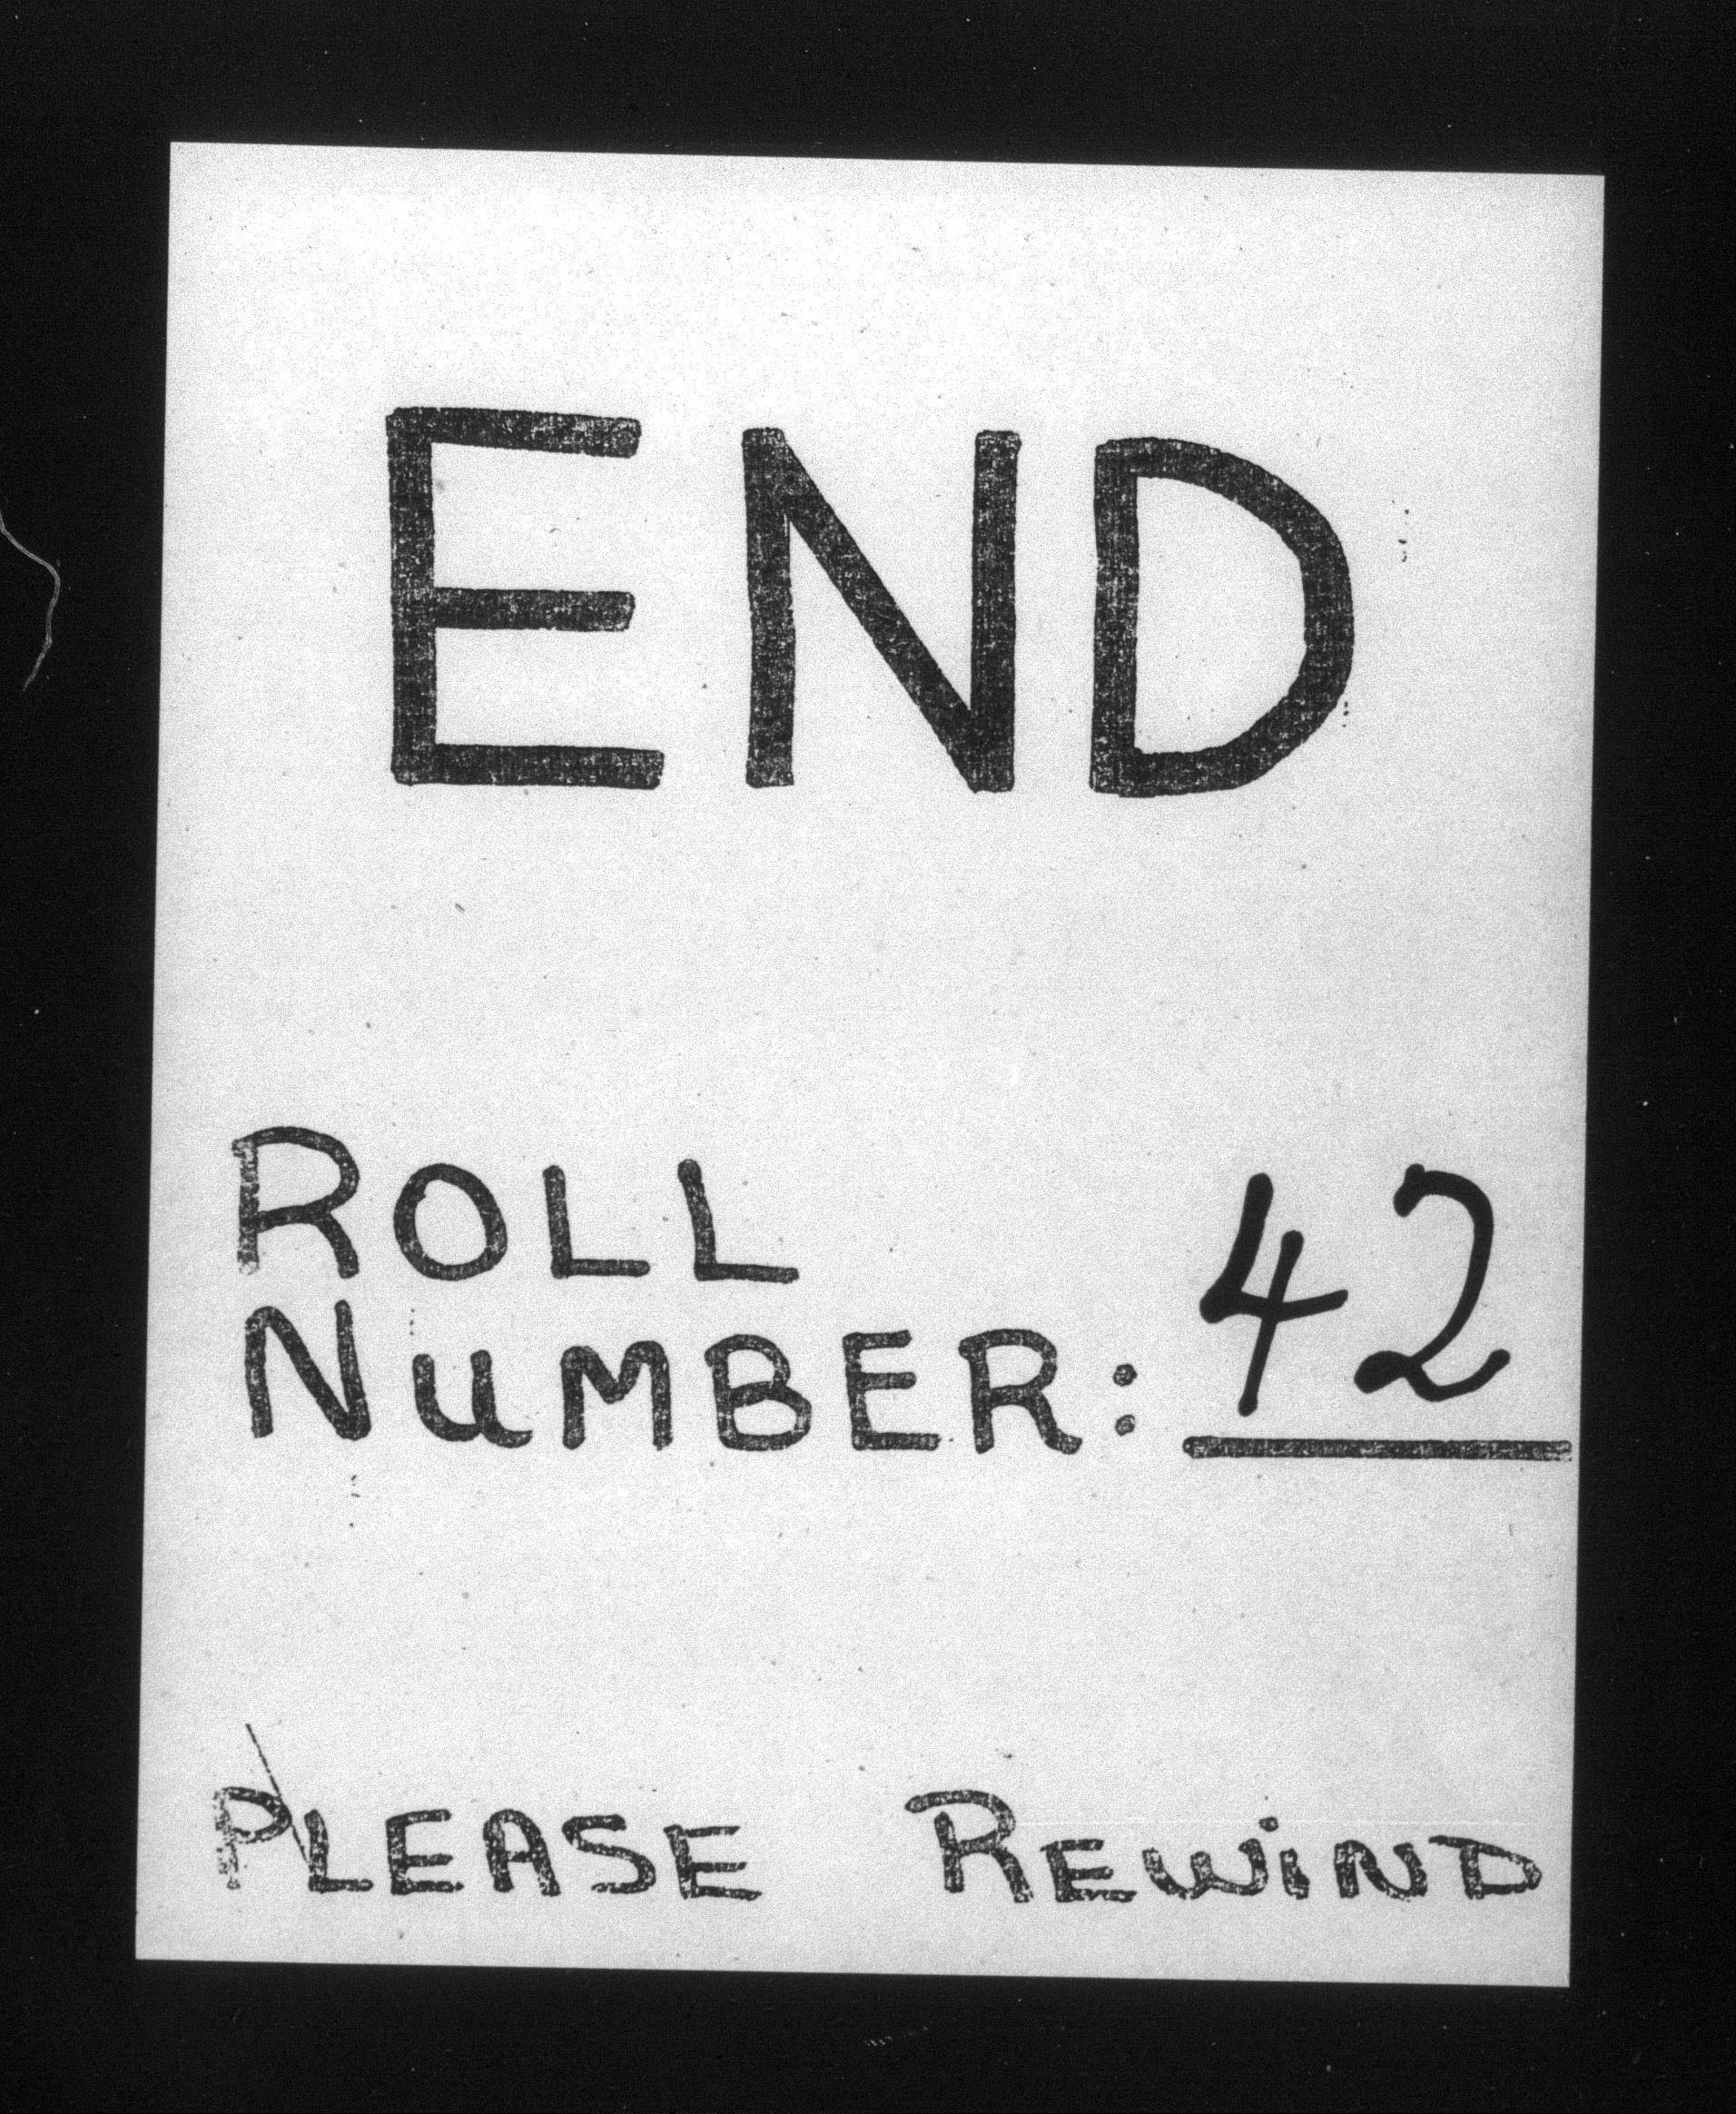 END
ROLL
NUMBER: 42
PLEASE REWIND